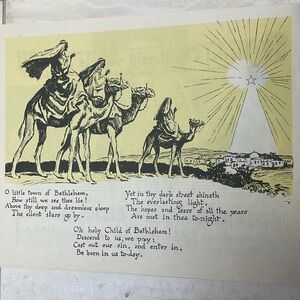 O little town of Bethlehem,
How still we see thee lie!
Above thy deep and dreamless sleep
The silent stars go by.
Yet in thy dark street shineth
The everlasting light,
The hopes and fears of all the years
Are met in thee to-night.
Oh holy Child of Bethlehem!
Descend to us, we pray;
Cast out our sin, and enter in,
Be born in us to-day.